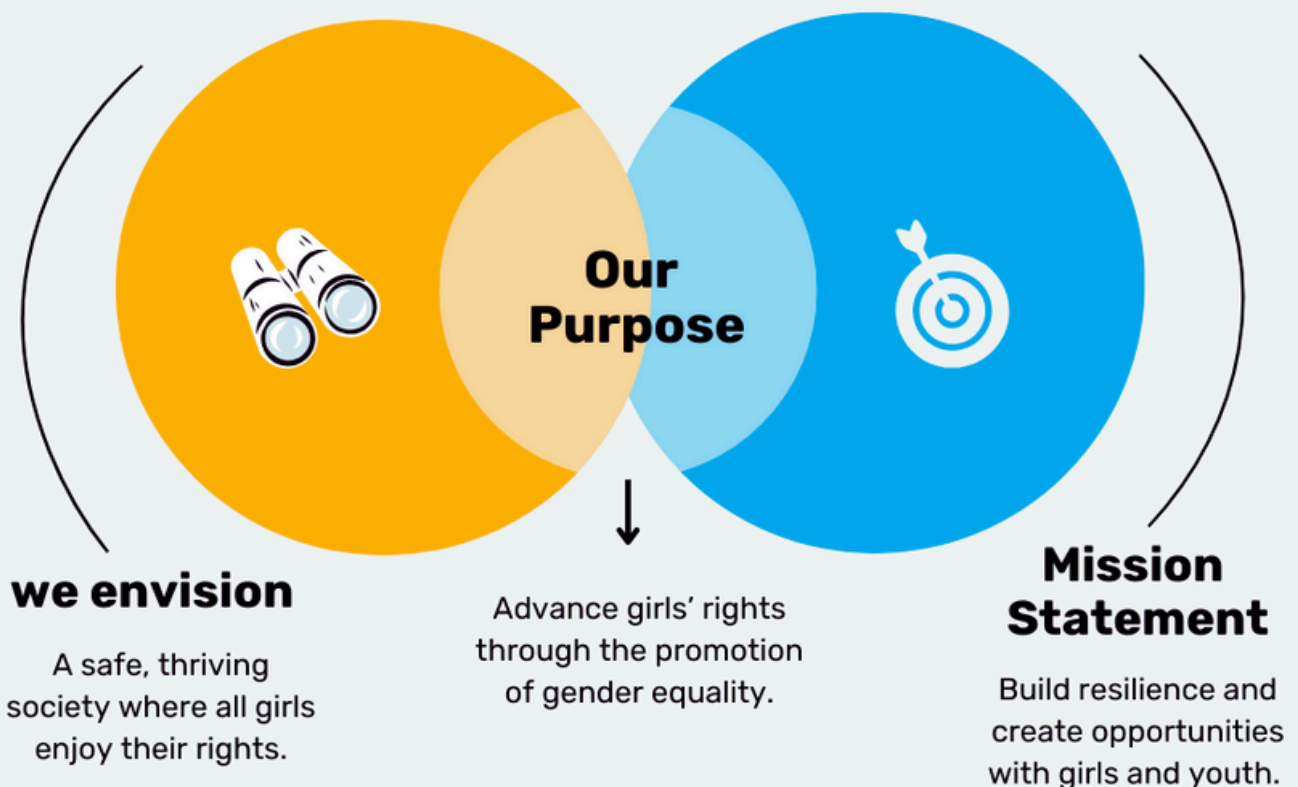 Our
Purpose
we envision
A safe, thriving
society where all girls
enjoy their rights.
Advance girls’ rights
through the promotion
of gender equality.
Mission
Statement
Build resilience and
create opportunities
with girls and youth.